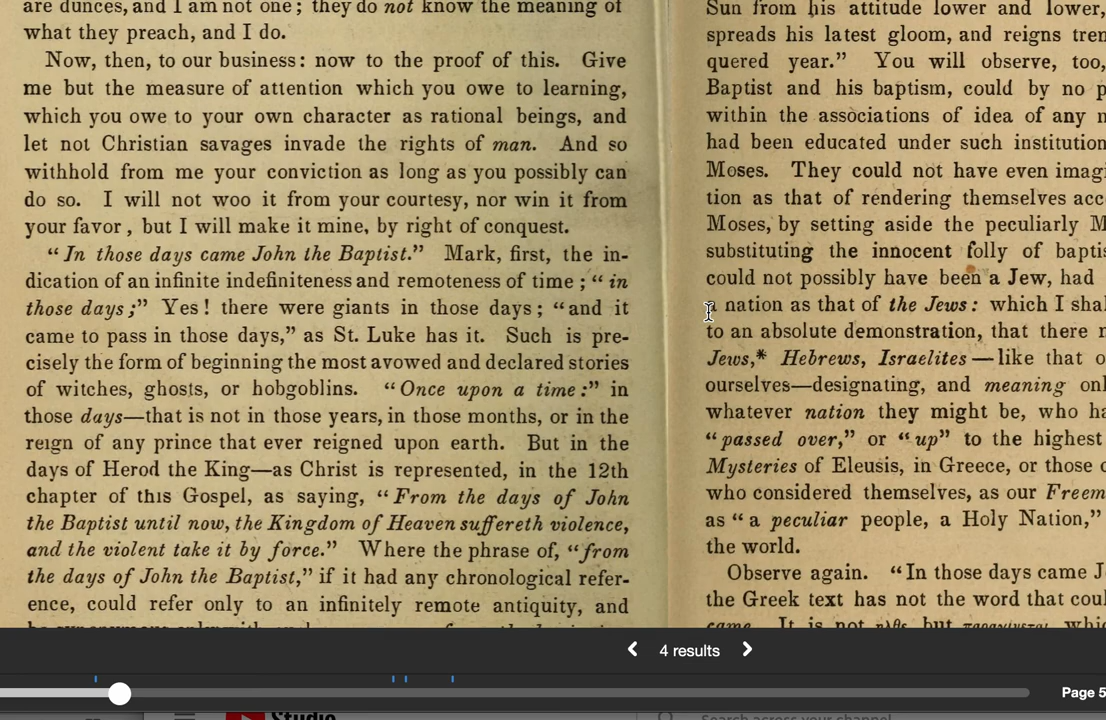 are dunces, and I am not one; they do not know the meaning of
what they preach, and I do.
Now, then, to our business: now to the proof of this. Give
me but the measure of attention which you owe to learning,
which you owe to your own character as rational beings, and
let not Christian savages invade the rights of man. And so
withhold from me your conviction as long as you possibly can
do so. I will not woo it from your courtesy, nor win it from
your favor, but I will make it mine, by right of conquest.
"In those days came John the Baptist." Mark, first, the in-
dication of an infinite indefiniteness and remoteness of time; "in
those days;" Yes! there were giants in those days; "and it
came to pass in those days," as St. Luke has it. Such is pre-
cisely the form of beginning the most avowed and declared stories
of witches, ghosts, or hobgoblins. "Once upon a time:" in
those days—that is not in those years, in those months, or in the
reign of any prince that ever reigned upon earth. But in the
days of Herod the King—as Christ is represented, in the 12th
chapter of this Gospel, as saying, "From the days of John
the Baptist until now, the Kingdom of Heaven suffereth violence,
and the violent take it by force." Where the phrase of, "from
the days of John the Baptist," if it had any chronological refer-
ence, could refer only to an infinitely remote antiquity, and
Sun from his attitude lower and lower,
spreads his latest gloom, and reigns
quered year." You will observe, too,
Baptist and his baptism, could by no
within the associations of idea of any
had been educated under such institution
Moses. They could not have even
tion as that of rendering themselves
Moses, by setting aside the peculiarly
substituting the innocent folly of
could not possibly have been a Jew, had
a nation as that of the Jews: which I
to an absolute demonstration, that there
Jews,* Hebrews, Israelites—like that
ourselves—designating, and meaning
whatever nation they might be, who
"passed over," or "up" to the highest
Mysteries of Eleusis, in Greece, or those
who considered themselves, as our
as "a peculiar people, a Holy Nation,"
the world.
Observe again. "In those days came
the Greek text has not the word that
came. It is not ηλθε but παραγινεται
4 results
Page 5
Studio
Search across your channel